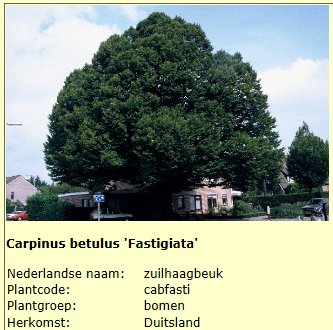 Carpinus betulus 'Fastigiata'
Nederlandse naam: zuilhaagbeuk
Plantcode: cabfasti
Plantgroep: bomen
Herkomst: Duitsland